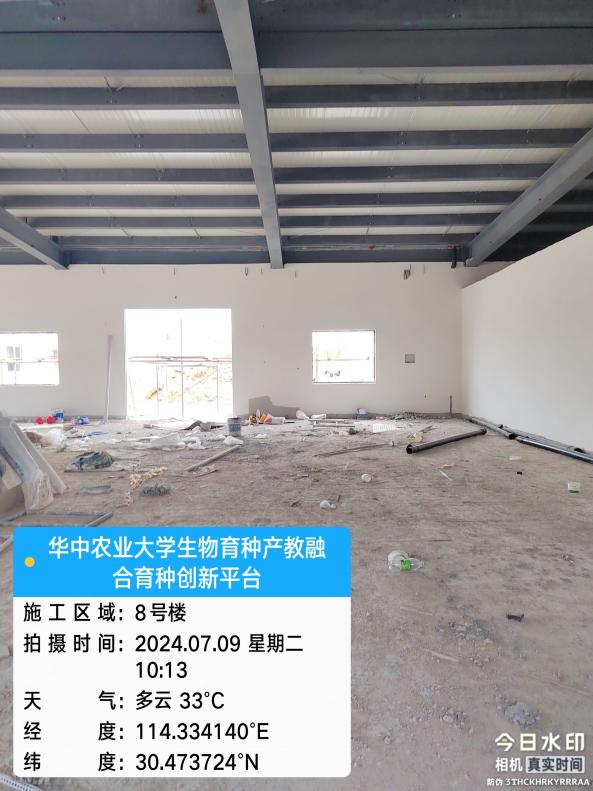 华中农业大学生物育种产教融
合育种创新平台
施工区域：8号楼
拍摄时间：2024.07.09 星期二
10:13
天气：多云 33°C
经度：114.334140°E
纬度：30.473724°N
今日水印
相机 真实时间
防伪 3THCKHRKYRRRAA